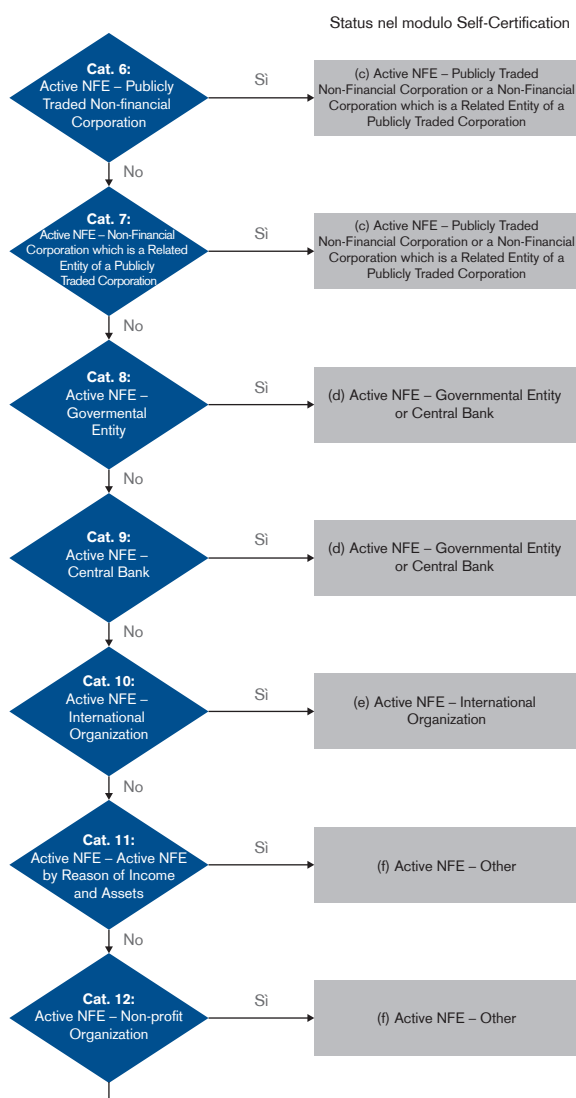 Status nel modulo Self-Certification
Cat. 6:
Active NFE – Publicly
Traded Non-financial
Corporation
Sì
(c) Active NFE – Publicly Traded
Non-Financial Corporation or a Non-Financial
Corporation which is a Related Entity of a
Publicly Traded Corporation
No
Cat. 7:
Active NFE – Non-Financial
Corporation which is a Related
Entity of a Publicly
Traded Corporation
Sì
(c) Active NFE – Publicly Traded
Non-Financial Corporation or a Non-Financial
Corporation which is a Related Entity of a
Publicly Traded Corporation
No
Cat. 8:
Active NFE –
Govermental
Entity
Sì
(d) Active NFE – Governmental Entity
or Central Bank
No
Cat. 9:
Active NFE –
Central Bank
Sì
(d) Active NFE – Governmental Entity
or Central Bank
No
Cat. 10:
Active NFE –
International
Organization
Sì
(e) Active NFE – International
Organization
No
Cat. 11:
Active NFE – Active NFE
by Reason of Income
and Assets
Sì
(f) Active NFE – Other
No
Cat. 12:
Active NFE – Non-profit
Organization
Sì
(f) Active NFE – Other